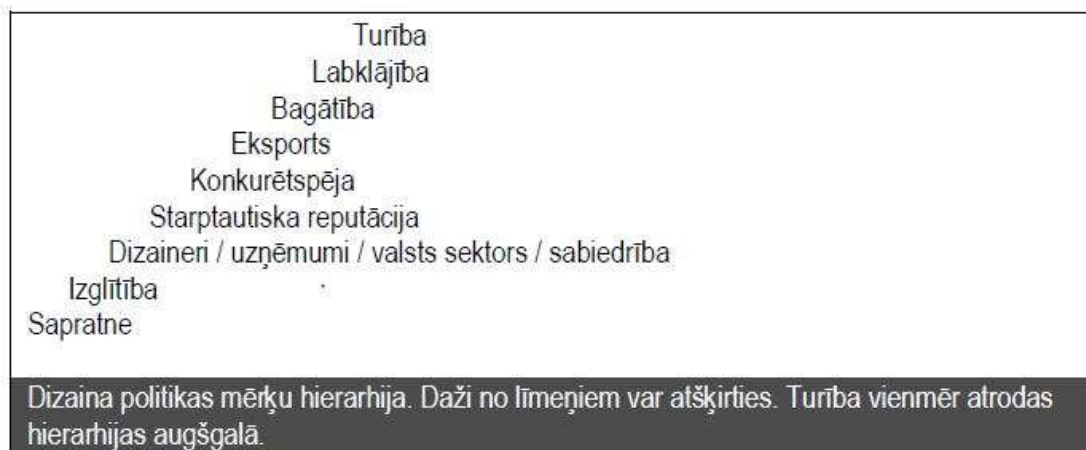 Turība
Labklājība
Bagātība
Eksports
Konkurētspēja
Starptautiska reputācija
Dizaineri / uzņēmumi / valsts sektors / sabiedrība
Izglītība
Sapratne
Dizaina politikas mērķu hierarhija. Daži no līmeņiem var atšķirties. Turība vienmēr atrodas
hierarhijas augšgalā.